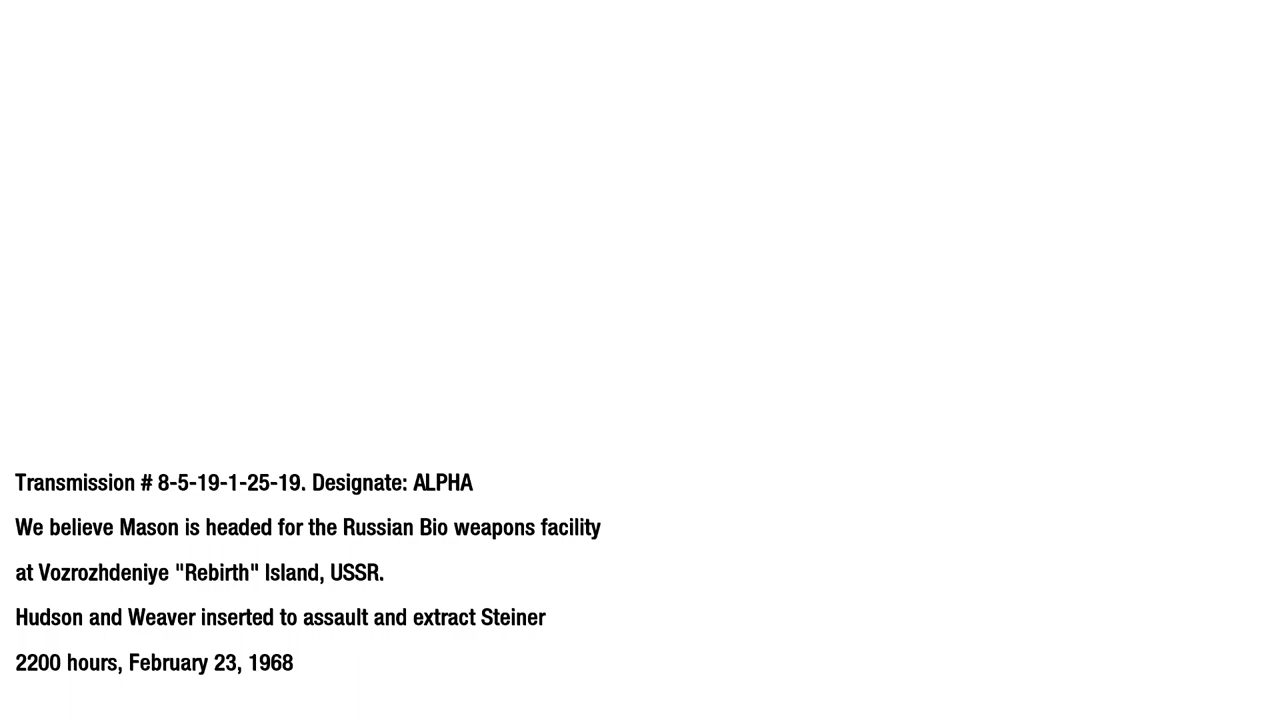 Transmission # 8-5-19-1-25-19. Designate: ALPHA
We believe Mason is headed for the Russian Bio weapons facility
at Vozrozhdeniye "Rebirth" Island, USSR.
Hudson and Weaver inserted to assault and extract Steiner
2200 hours, February 23, 1968